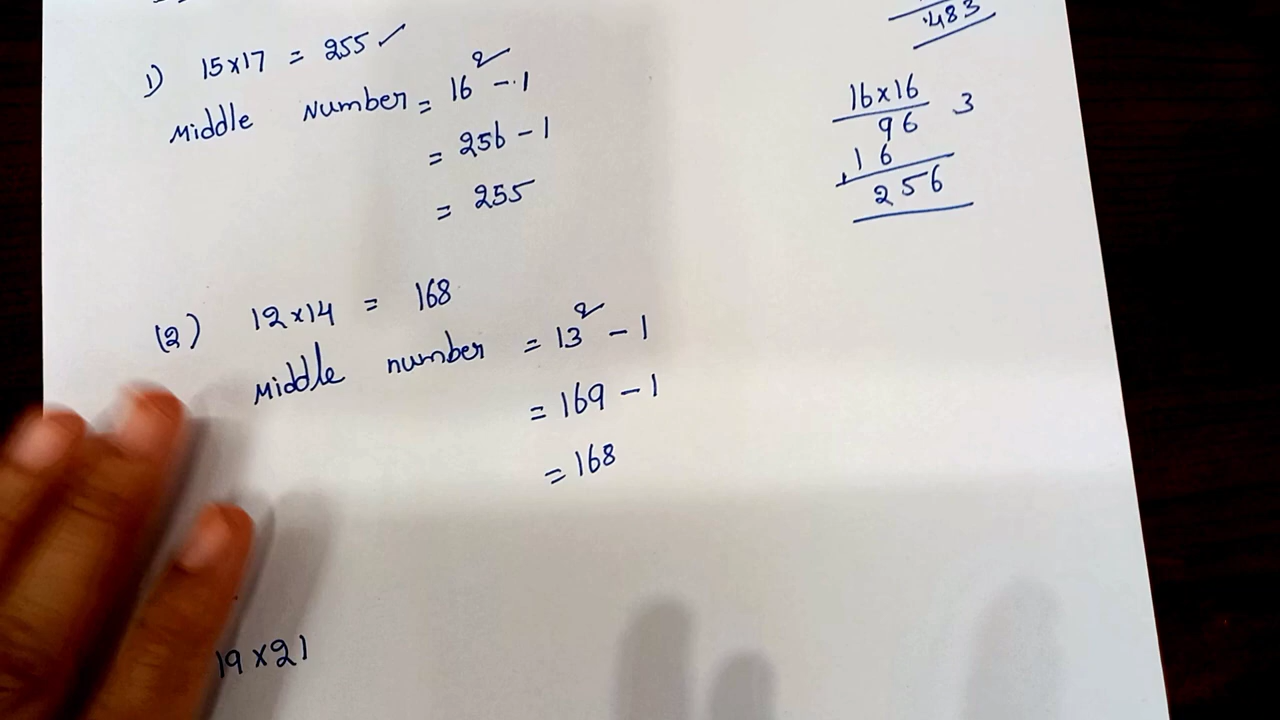 1) 15x17 = 255 ✓
Middle Number = 16² - 1
= 256 - 1
= 255
(2) 12x14 = 168
Middle number = 13² - 1
= 169 - 1
= 168
19x21
483
16x16
96 3
16
256